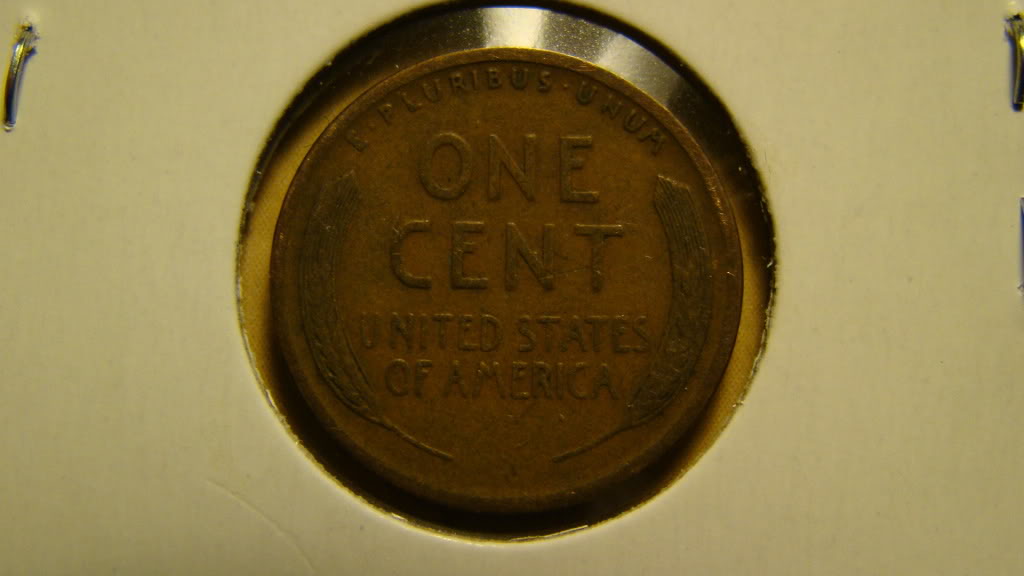 E·PLURIBUS·UNUM
ONE
CENT
UNITED STATES
OF AMERICA